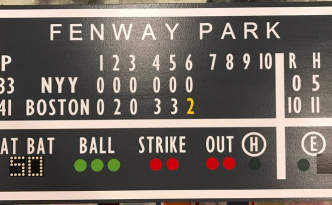 FENWAY PARK
P 1 2 3 4 5 6 7 8 9 10 R H
33 NYY 0 0 0 0 0 0 0 5
41 BOSTON 0 2 0 3 3 2 10 11
AT BAT BALL STRIKE OUT H E
50